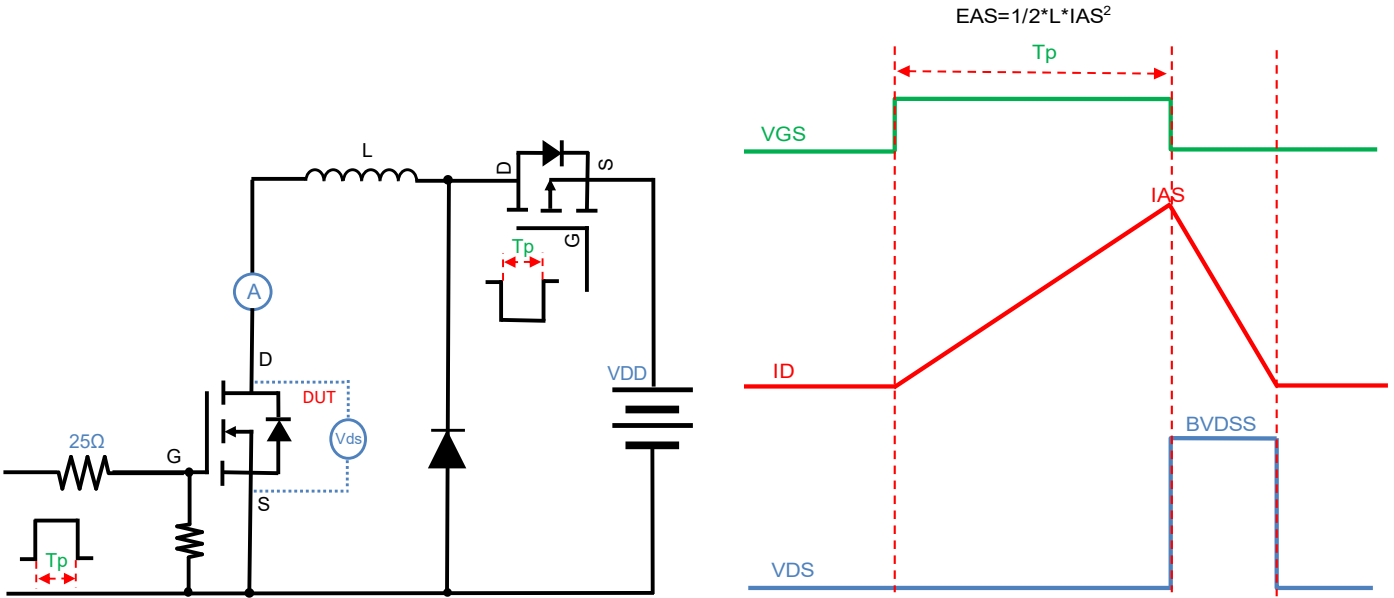 EAS=1/2*L*IAS²
Tp
VGS
L
D
S
G
Tp
IAS
A
D
DUT
VDD
ID
Vds
BVDSS
25Ω
G
S
Tp
VDS